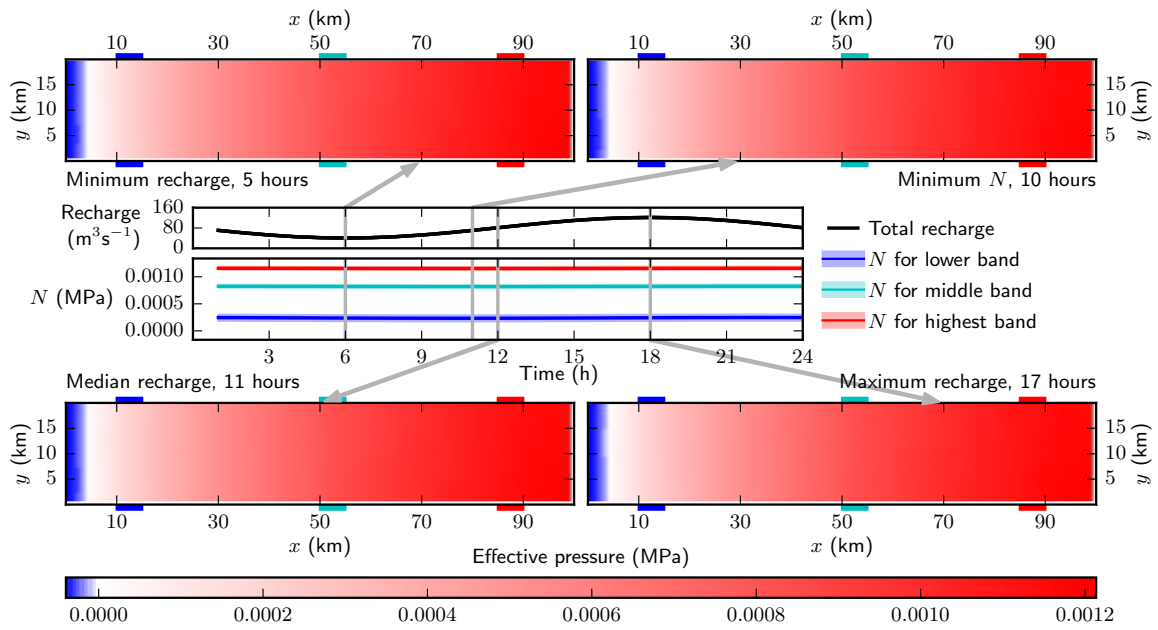 x (km) x (km)
10 30 50 70 90 10 30 50 70 90
15 10 5 y (km) 15 10 5 y (km)
Minimum recharge, 5 hours Minimum N, 10 hours
Recharge (m³s⁻¹) 160 80 0
Total recharge
N for lower band
N (MPa) 0.0010 0.0005 0.0000
N for middle band
N for highest band
3 6 9 12 15 18 21 24
Time (h)
Median recharge, 11 hours Maximum recharge, 17 hours
15 10 5 y (km) 15 10 5 y (km)
10 30 50 70 90 10 30 50 70 90
x (km) x (km)
Effective pressure (MPa)
0.0000 0.0002 0.0004 0.0006 0.0008 0.0010 0.0012